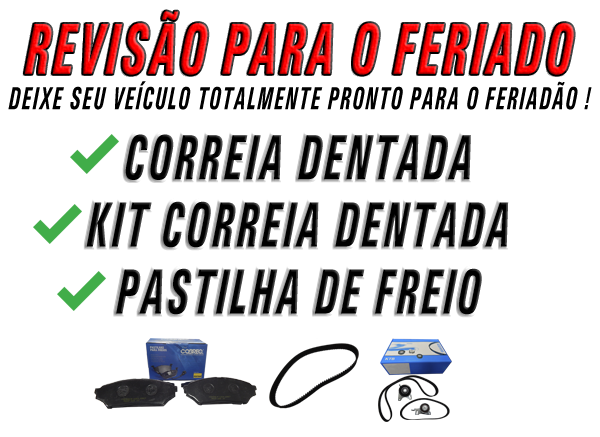 REVISÃO PARA O FERIADO
DEIXE SEU VEÍCULO TOTALMENTE PRONTO PARA O FERIADÃO !
CORREIA DENTADA
KIT CORREIA DENTADA
PASTILHA DE FREIO